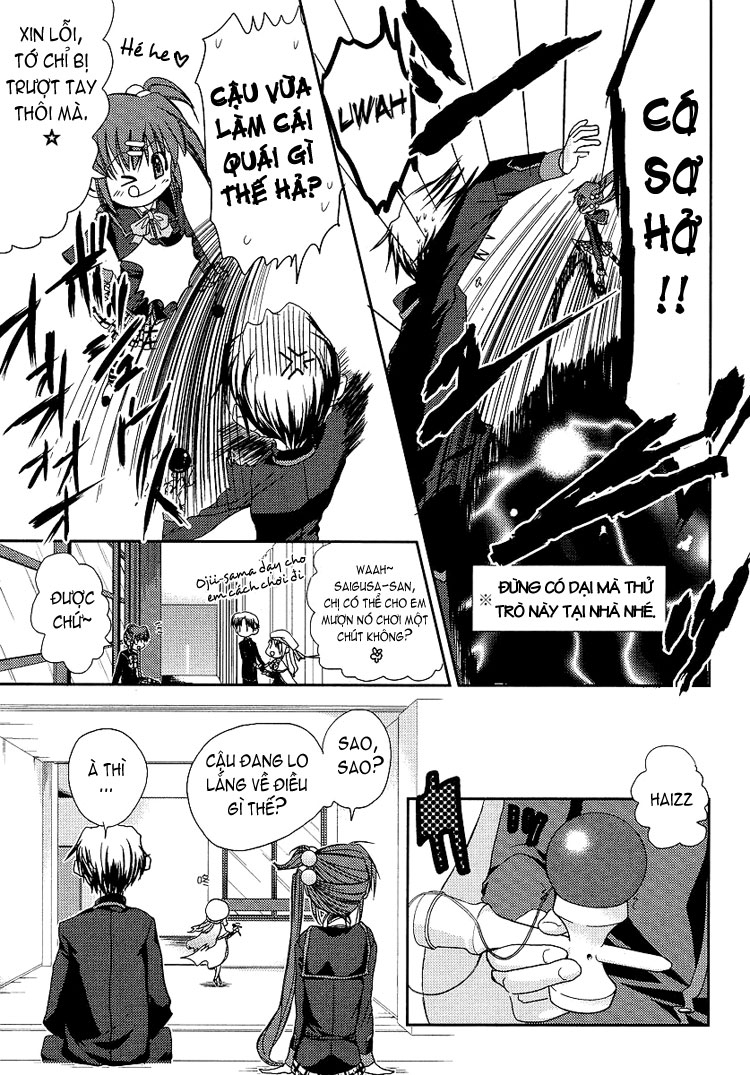 CÓ
SƠ
HỞ
!!
UWAH
※ ĐỪNG CÓ DẠI MÀ THỬ
TRÒ NÀY TẠI NHÀ NHÉ.
CẬU VỪA
LÀM CÁI
QUÁI GÌ
THẾ HẢ?
Hé he♥
XIN LỖI,
TỚ CHỈ BỊ
TRƯỢT TAY
THÔI MÀ.
☆
WAAH~
SAIGUSA-SAN,
CHỊ CÓ THỂ CHO EM
MƯỢN NÓ CHƠI MỘT
CHÚT KHÔNG?
Ojii-sama dạy cho
em cách chơi đi
ĐƯỢC
CHỨ~
HAIZZ
SAO,
SAO?
CẬU ĐANG LO
LẮNG VỀ ĐIỀU
GÌ THẾ?
À THÌ
...